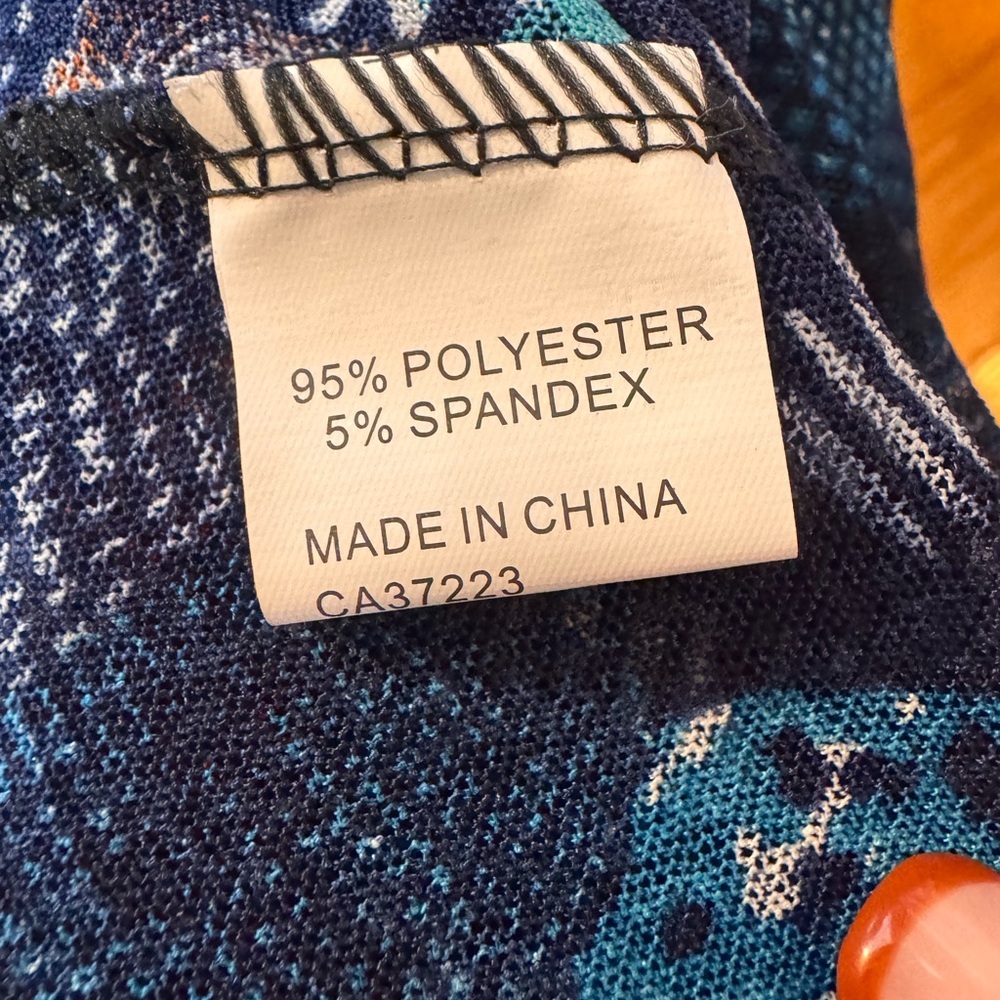 95% POLYESTER
5% SPANDEX
MADE IN CHINA
CA37223